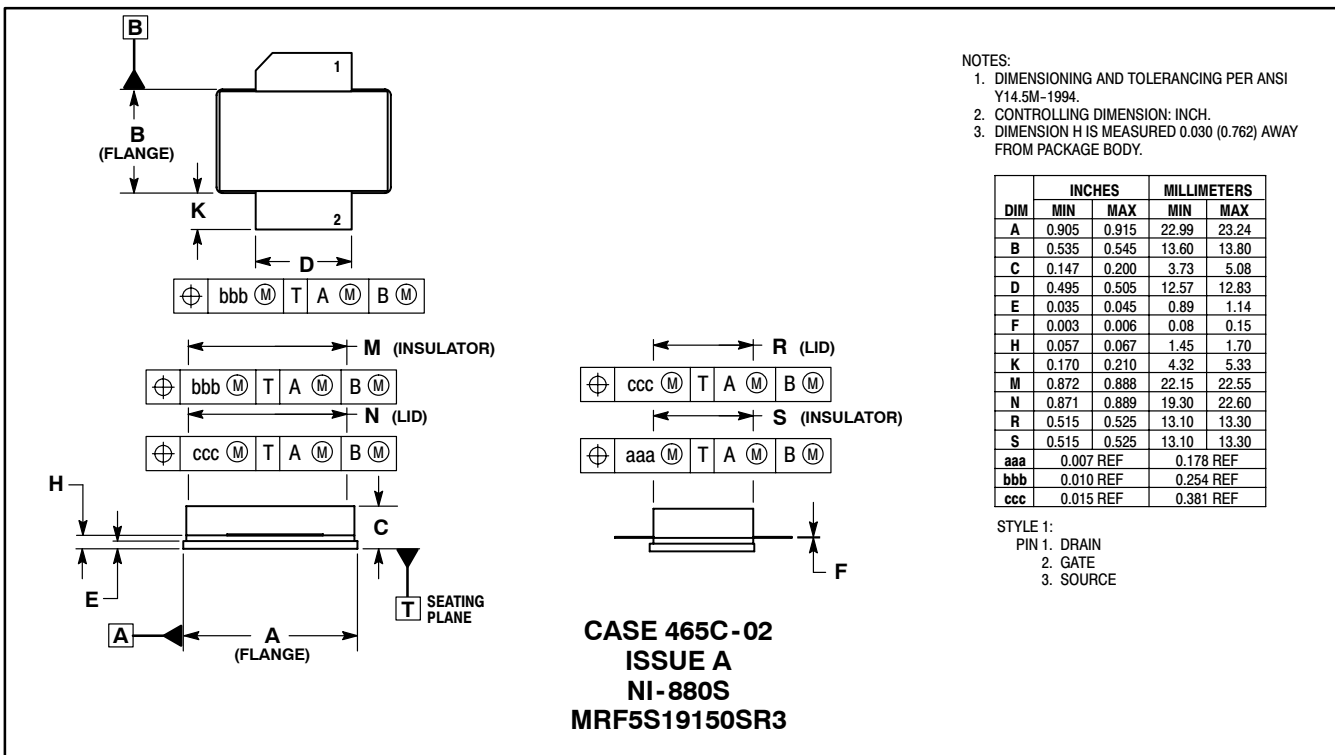 B
1
B
(FLANGE)
K
2
D
⌖ bbb Ⓜ T A Ⓜ B Ⓜ
M (INSULATOR)
⌖ bbb Ⓜ T A Ⓜ B Ⓜ
N (LID)
⌖ ccc Ⓜ T A Ⓜ B Ⓜ
H
C
E
T SEATING
PLANE
A
A
(FLANGE)
R (LID)
⌖ ccc Ⓜ T A Ⓜ B Ⓜ
S (INSULATOR)
⌖ aaa Ⓜ T A Ⓜ B Ⓜ
F
CASE 465C-02
ISSUE A
NI-880S
MRF5S19150SR3
NOTES:
1. DIMENSIONING AND TOLERANCING PER ANSI
Y14.5M-1994.
2. CONTROLLING DIMENSION: INCH.
3. DIMENSION H IS MEASURED 0.030 (0.762) AWAY
FROM PACKAGE BODY.
INCHES MILLIMETERS
DIM MIN MAX MIN MAX
A 0.905 0.915 22.99 23.24
B 0.535 0.545 13.60 13.80
C 0.147 0.200 3.73 5.08
D 0.495 0.505 12.57 12.83
E 0.035 0.045 0.89 1.14
F 0.003 0.006 0.08 0.15
H 0.057 0.067 1.45 1.70
K 0.170 0.210 4.32 5.33
M 0.872 0.888 22.15 22.55
N 0.871 0.889 19.30 22.60
R 0.515 0.525 13.10 13.30
S 0.515 0.525 13.10 13.30
aaa 0.007 REF 0.178 REF
bbb 0.010 REF 0.254 REF
ccc 0.015 REF 0.381 REF
STYLE 1:
PIN 1. DRAIN
2. GATE
3. SOURCE